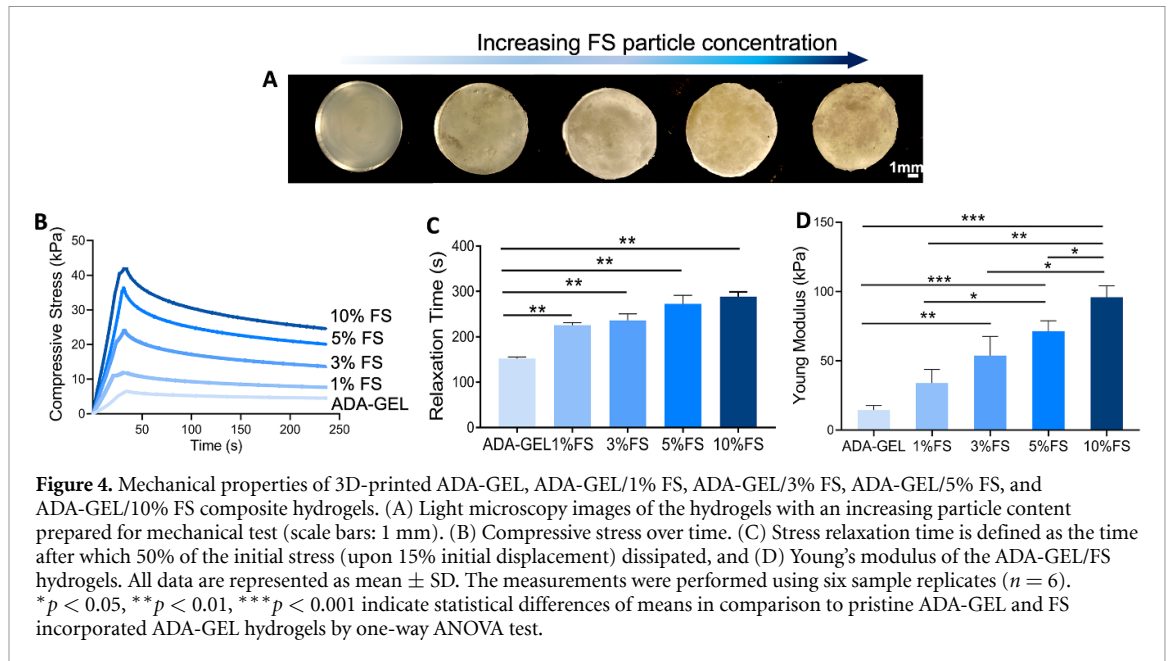 Increasing FS particle concentration
A
1mm
B
Compressive Stress (kPa)
50
40
30
20
10
0
50
100
150
200
250
Time (s)
10% FS
5% FS
3% FS
1% FS
ADA-GEL
C
Relaxation Time (s)
400
300
200
100
0
**
**
**
**
ADA-GEL 1%FS 3%FS 5%FS 10%FS
D
Young Modulus (kPa)
150
100
50
0
***
**
*
*
***
*
**
ADA-GEL 1%FS 3%FS 5%FS 10%FS
Figure 4. Mechanical properties of 3D-printed ADA-GEL, ADA-GEL/1% FS, ADA-GEL/3% FS, ADA-GEL/5% FS, and
ADA-GEL/10% FS composite hydrogels. (A) Light microscopy images of the hydrogels with an increasing particle content
prepared for mechanical test (scale bars: 1 mm). (B) Compressive stress over time. (C) Stress relaxation time is defined as the time
after which 50% of the initial stress (upon 15% initial displacement) dissipated, and (D) Young's modulus of the ADA-GEL/FS
hydrogels. All data are represented as mean ± SD. The measurements were performed using six sample replicates (n = 6).
*p < 0.05, **p < 0.01, ***p < 0.001 indicate statistical differences of means in comparison to pristine ADA-GEL and FS
incorporated ADA-GEL hydrogels by one-way ANOVA test.